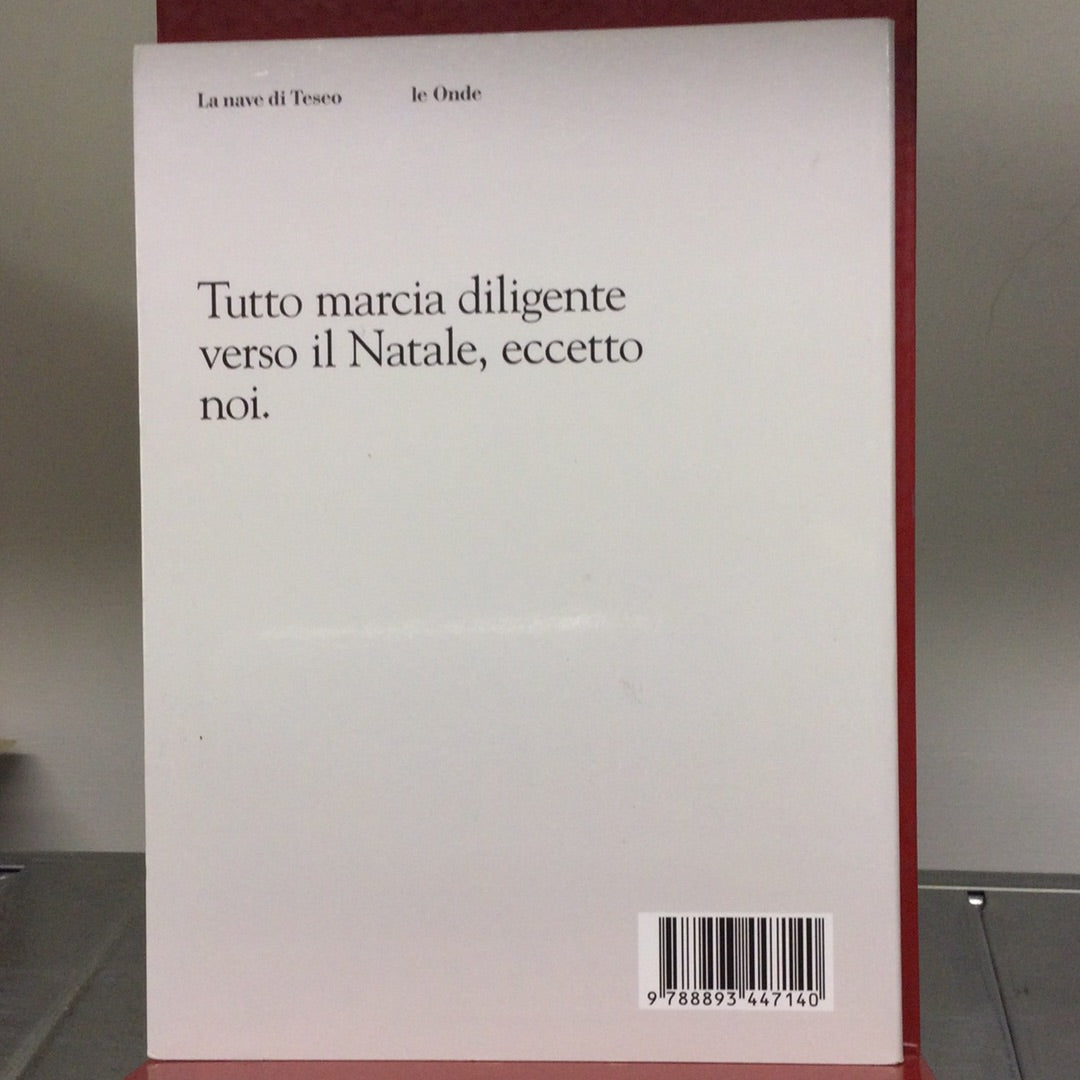 La nave di Teseo le Onde
Tutto marcia diligente
verso il Natale, eccetto
noi.
9 788893 447140